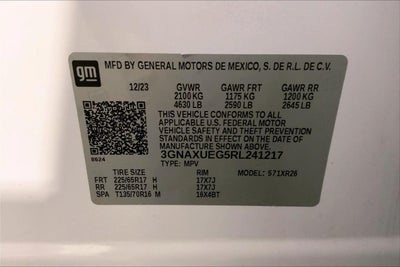 gm
MFD BY GENERAL MOTORS DE MEXICO, S. DE R.L. DE C.V.
12/23 GVWR GAWR FRT GAWR RR
2100 KG 1175 KG 1200 KG
4630 LB 2590 LB 2645 LB
THIS VEHICLE CONFORMS TO ALL
APPLICABLE U.S. FEDERAL MOTOR
VEHICLE SAFETY AND THEFT PREVENTION
STANDARDS IN EFFECT ON THE DATE OF
MANUFACTURE SHOWN ABOVE.
8624 3GNAXUEG5RL241217
TYPE: MPV MODEL: S71XR26
TIRE SIZE RIM
FRT 225/65R17 H 17X7J
RR 225/65R17 H 17X7J
SPA T135/70R16 M 16X4BT